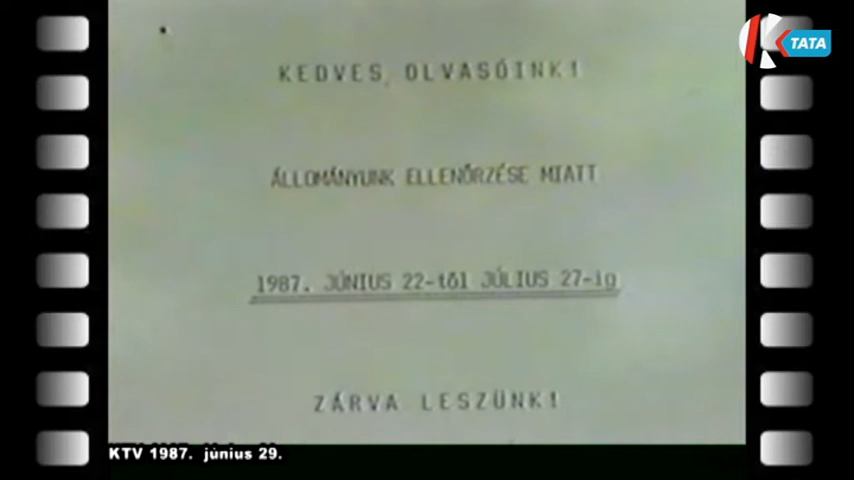 TATA
KEDVES OLVASÓINK!
ÁLLOMÁNYUNK ELLENŐRZÉSE MIATT
1987. JÚNIUS 22-től JÚLIUS 27-ig
ZÁRVA LESZÜNK!
KTV 1987. június 29.